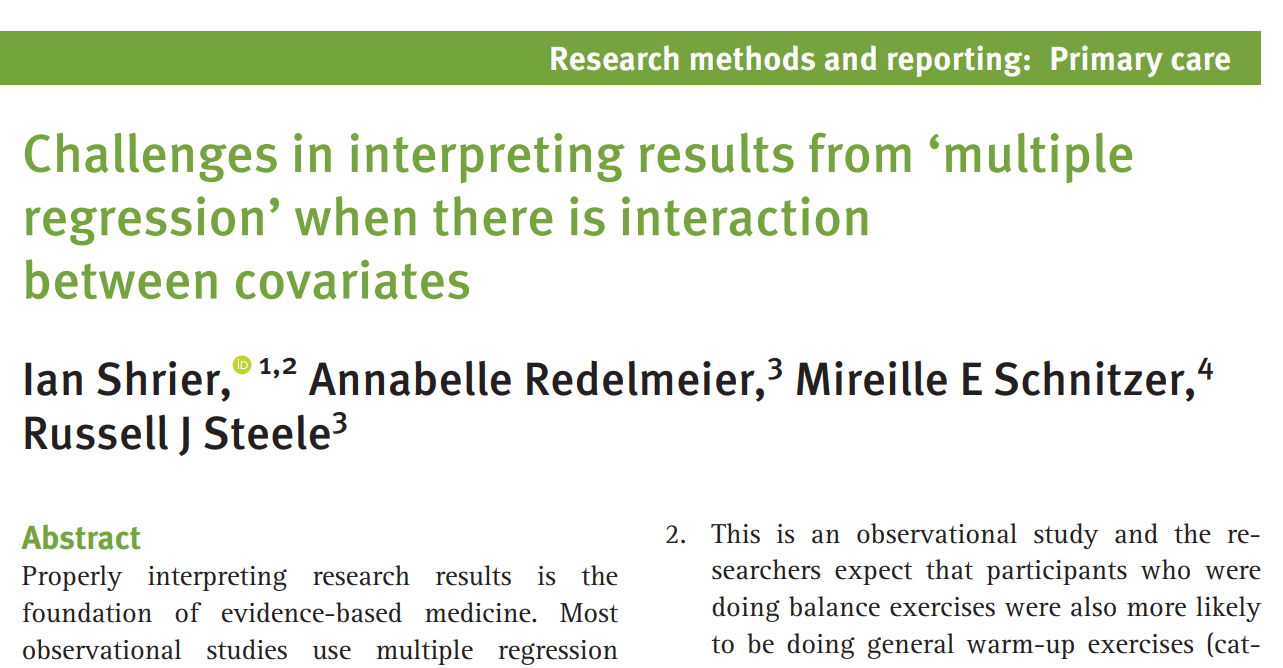 Research methods and reporting: Primary care
Challenges in interpreting results from ‘multiple
regression’ when there is interaction
between covariates
Ian Shrier,iD 1,2 Annabelle Redelmeier,3 Mireille E Schnitzer,4
Russell J Steele3
Abstract
Properly interpreting research results is the
foundation of evidence-based medicine. Most
observational studies use multiple regression
2. This is an observational study and the re-
searchers expect that participants who were
doing balance exercises were also more likely
to be doing general warm-up exercises (cat-